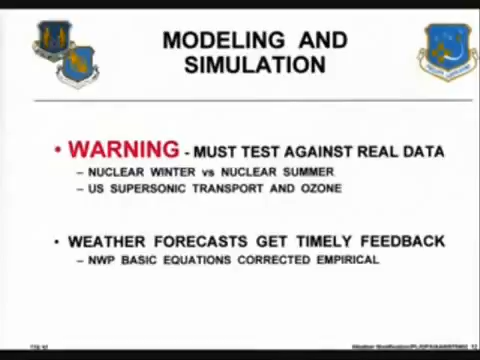 MODELING AND
SIMULATION
• WARNING - MUST TEST AGAINST REAL DATA
– NUCLEAR WINTER vs NUCLEAR SUMMER
– US SUPERSONIC TRANSPORT AND OZONE
• WEATHER FORECASTS GET TIMELY FEEDBACK
– NWP BASIC EQUATIONS CORRECTED EMPIRICAL